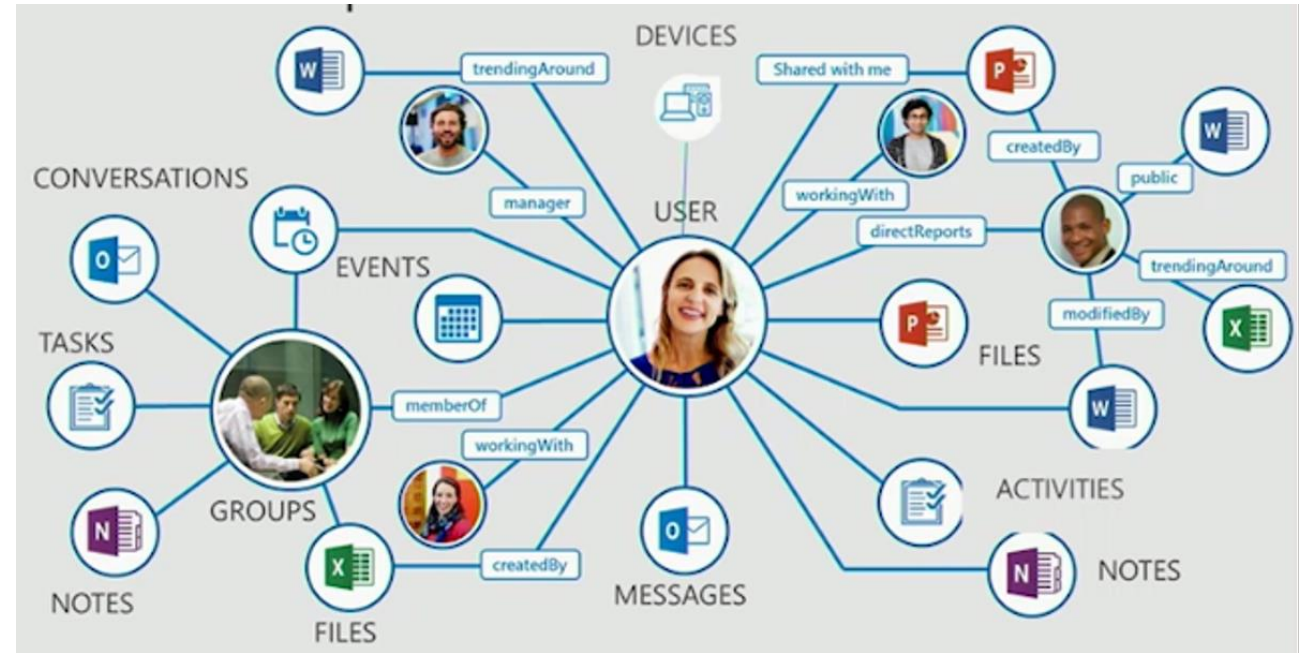 DEVICES
W
trendingAround
Shared with me
P
createdBy
W
public
CONVERSATIONS
manager
workingWith
USER
directReports
O
EVENTS
trendingAround
modifiedBy
X
TASKS
P
FILES
memberOf
W
workingWith
GROUPS
ACTIVITIES
N
O
X
createdBy
N
NOTES
MESSAGES
NOTES
FILES